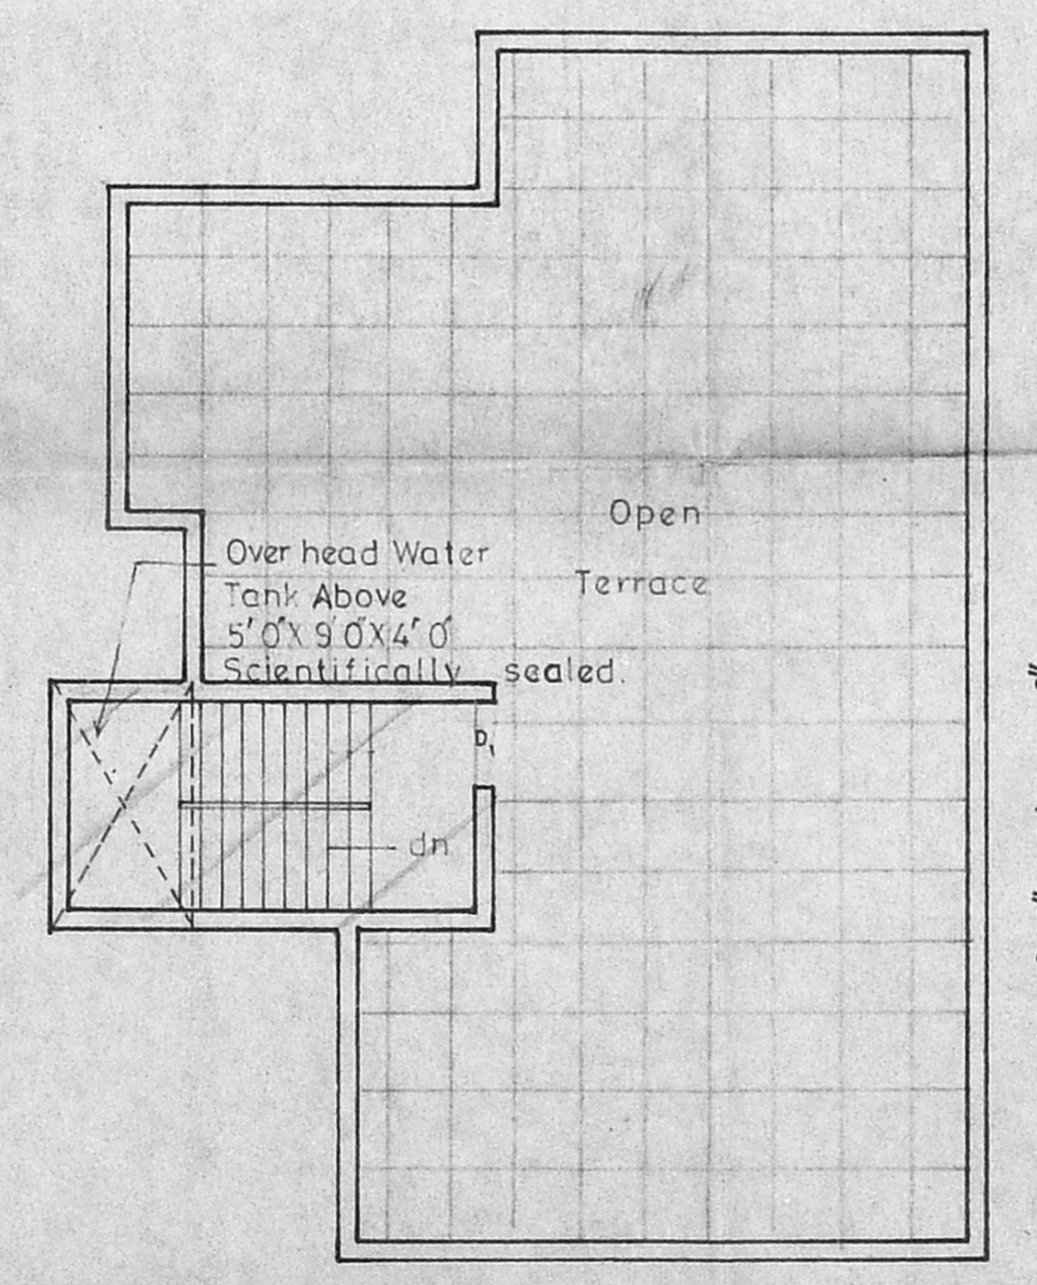 Open
Over head Water
Terrace
Tank Above
5' 0"X 9' 0"X 4' 0"
Scientifically sealed.
D1
dn